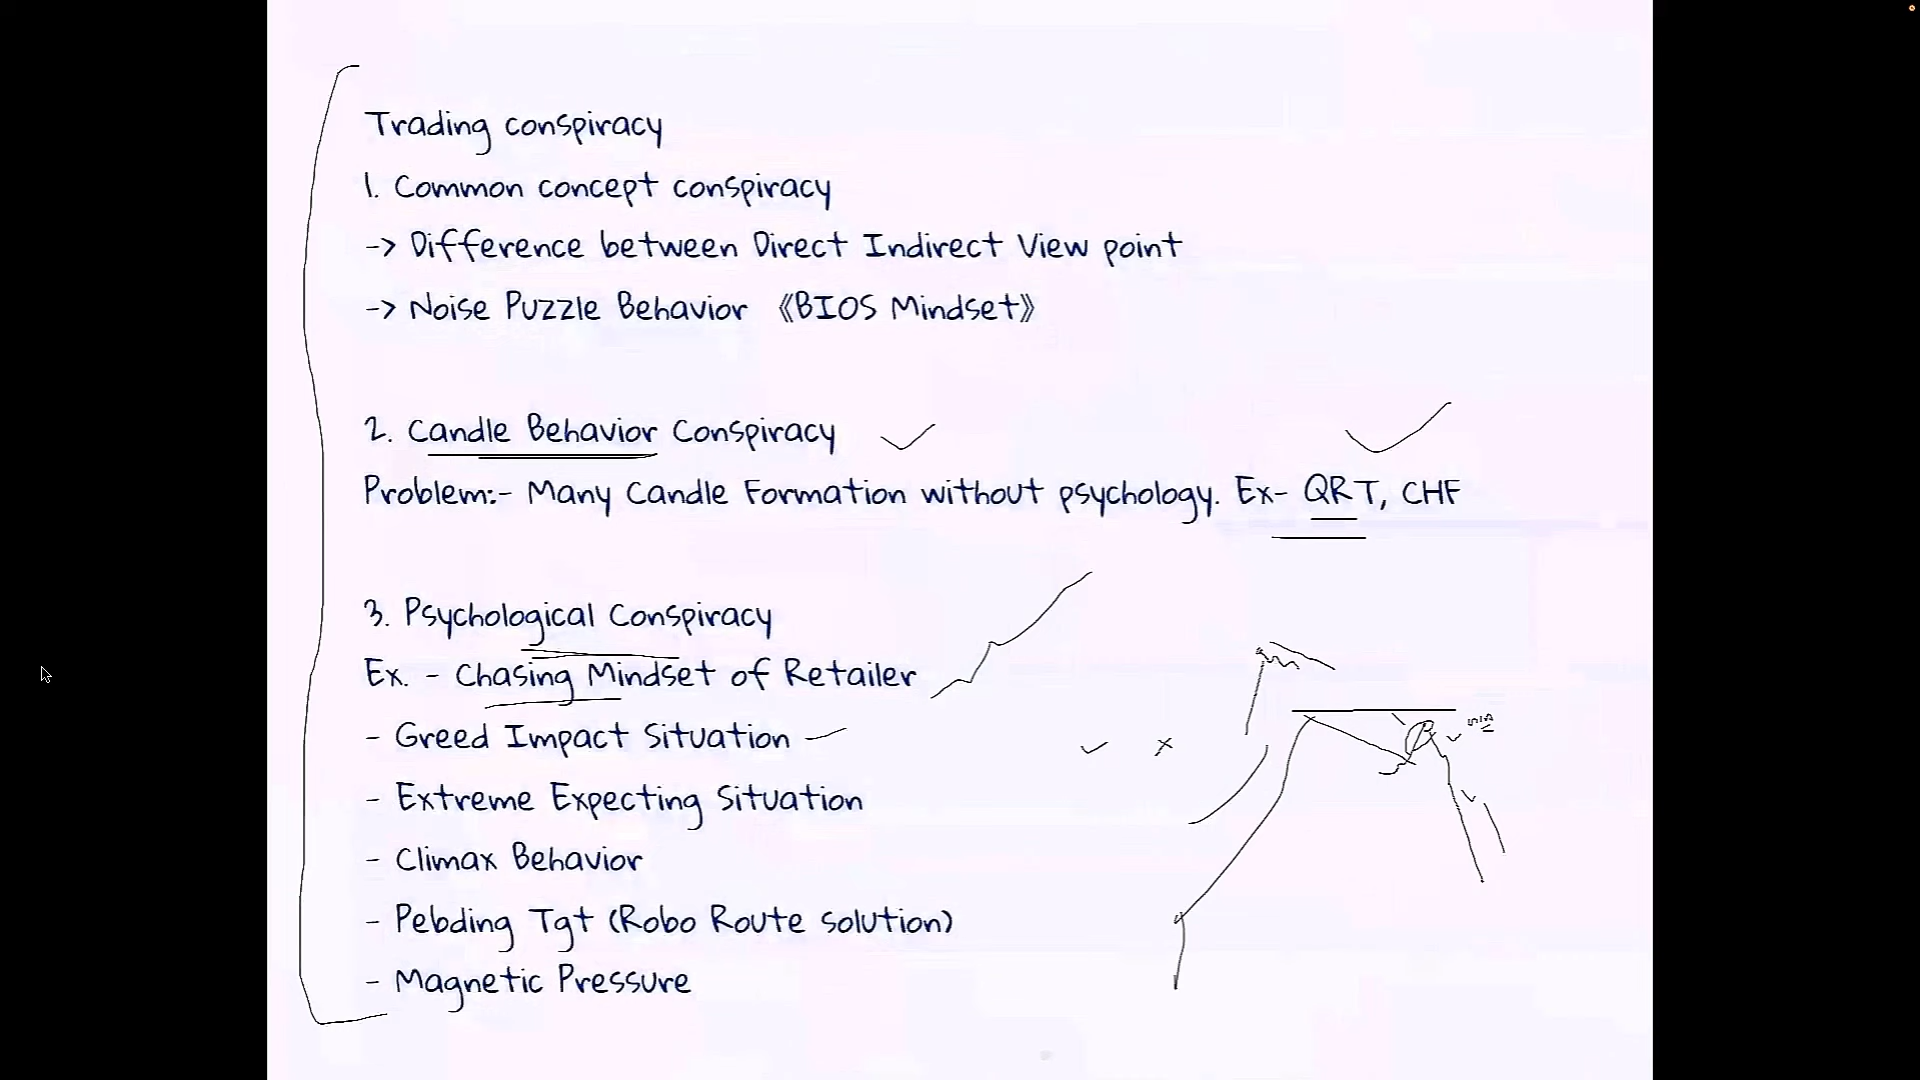 Trading conspiracy
1. Common concept conspiracy
-> Difference between Direct Indirect View point
-> Noise Puzzle Behavior 《BIOS Mindset》
2. Candle Behavior Conspiracy
Problem:- Many Candle Formation without psychology. Ex- QRT, CHF
3. Psychological Conspiracy
Ex. - Chasing Mindset of Retailer
- Greed Impact Situation
- Extreme Expecting Situation
- Climax Behavior
- Pebding Tgt (Robo Route solution)
- Magnetic Pressure